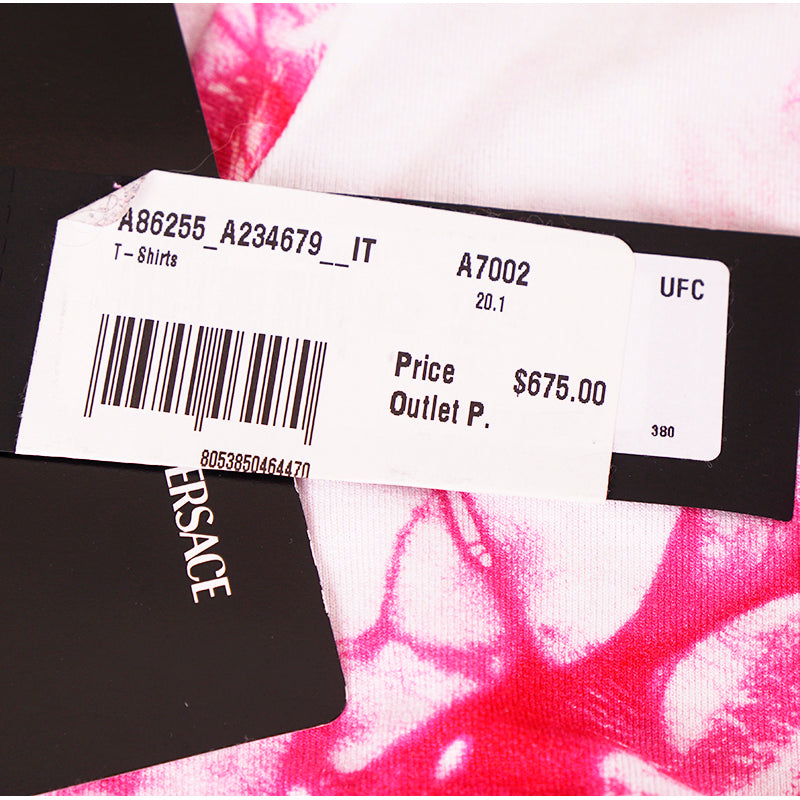 A86255_A234679__IT
T-Shirts
A7002
20.1
UFC
Price
$675.00
Outlet P.
380
8053850464470
ERSACE